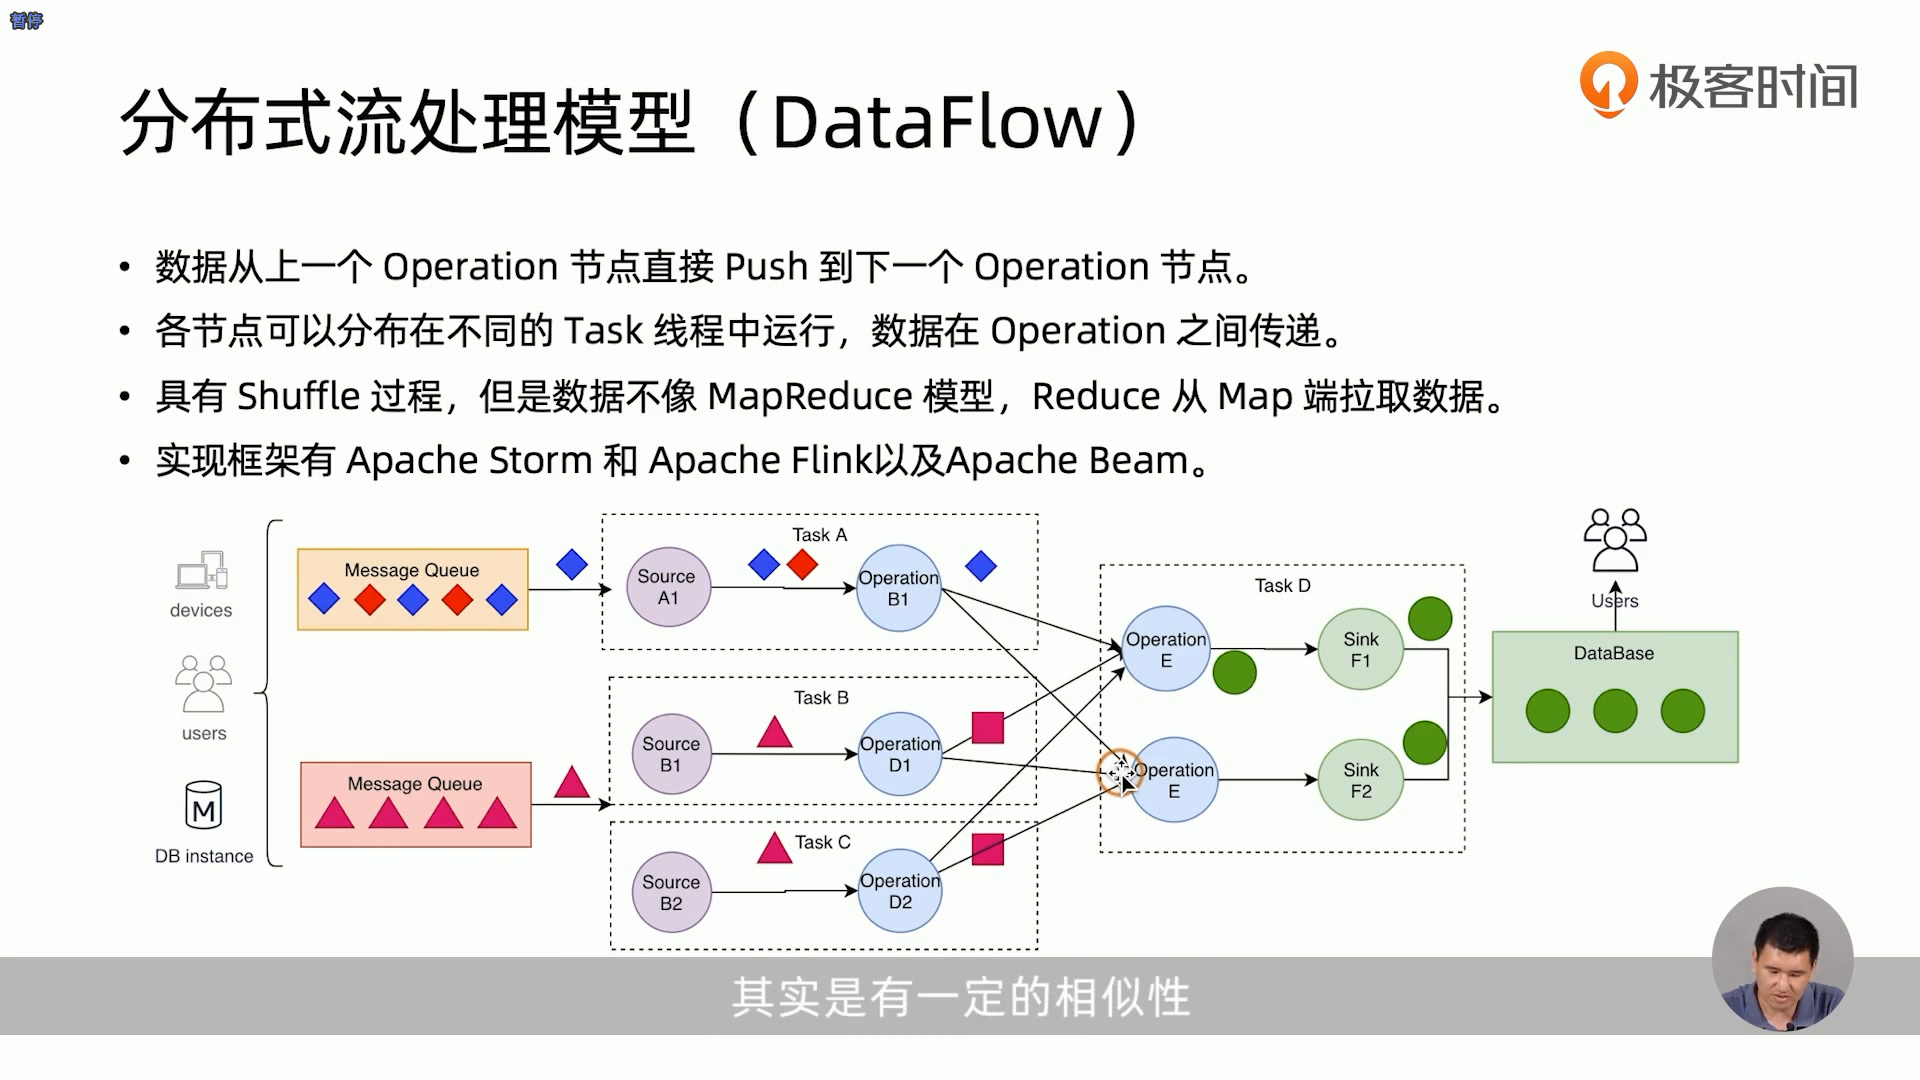 暂停
极客时间
分布式流处理模型（DataFlow）
• 数据从上一个 Operation 节点直接 Push 到下一个 Operation 节点。
• 各节点可以分布在不同的 Task 线程中运行，数据在 Operation 之间传递。
• 具有 Shuffle 过程，但是数据不像 MapReduce 模型，Reduce 从 Map 端拉取数据。
• 实现框架有 Apache Storm 和 Apache Flink以及Apache Beam。
devices
users
M
DB instance
Message Queue
Message Queue
Task A
Source
A1
Operation
B1
Task B
Source
B1
Operation
D1
Task C
Source
B2
Operation
D2
Task D
Operation
E
Sink
F1
Operation
E
Sink
F2
Users
DataBase
其实是有一定的相似性